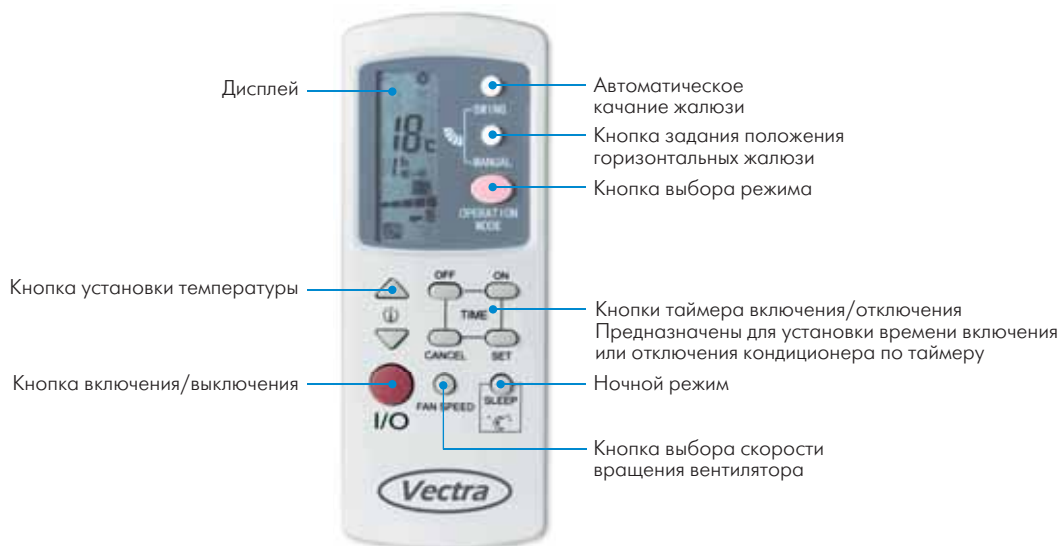 Дисплей
Автоматическое
качание жалюзи
SWING
18°c
1h
Кнопка задания положения
горизонтальных жалюзи
MANUAL
Кнопка выбора режима
OPERATION
MODE
Кнопка установки температуры
OFF
ON
TIME
CANCEL
SET
Кнопки таймера включения/отключения
Предназначены для установки времени включения
или отключения кондиционера по таймеру
Кнопка включения/выключения
I/O
FAN SPEED
SLEEP
Ночной режим
Кнопка выбора скорости
вращения вентилятора
Vectra